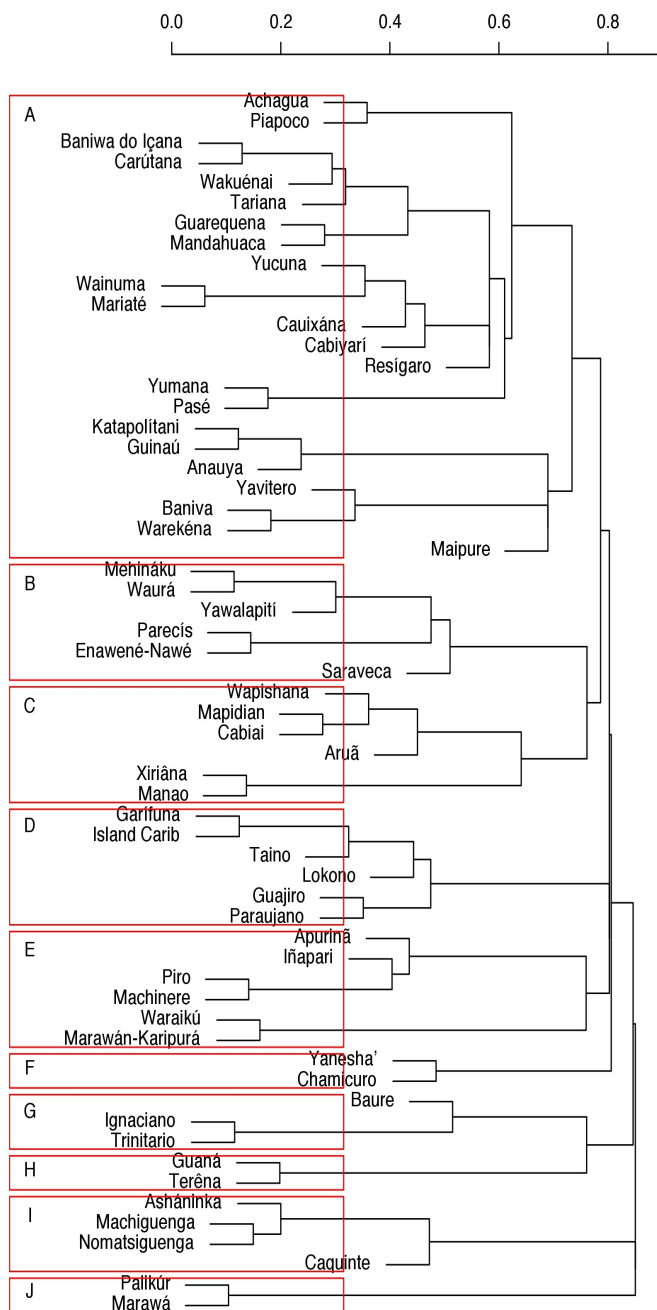 0.0 0.2 0.4 0.6 0.8
A
Achagua
Piapoco
Baniwa do Içana
Carútana
Wakuénai
Tariana
Guarequena
Mandahuaca
Yucuna
Wainuma
Mariaté
Cauixána
Cabiyarí
Resígaro
Yumana
Pasé
Katapolítani
Guinaú
Anauya
Yavitero
Baniva
Warekéna
Maipure
B
Mehináku
Waurá
Yawalapití
Parecís
Enawené-Nawé
Saraveca
C
Wapishana
Mapidian
Cabiai
Aruã
Xiriâna
Manao
D
Garífuna
Island Carib
Taino
Lokono
Guajiro
Paraujano
E
Apurinã
Iñapari
Piro
Machinere
Waraikú
Marawán-Karipurá
F
Yanesha’
Chamicuro
G
Baure
Ignaciano
Trinitario
H
Guaná
Terêna
I
Asháninka
Machiguenga
Nomatsiguenga
Caquinte
J
Palikúr
Marawá